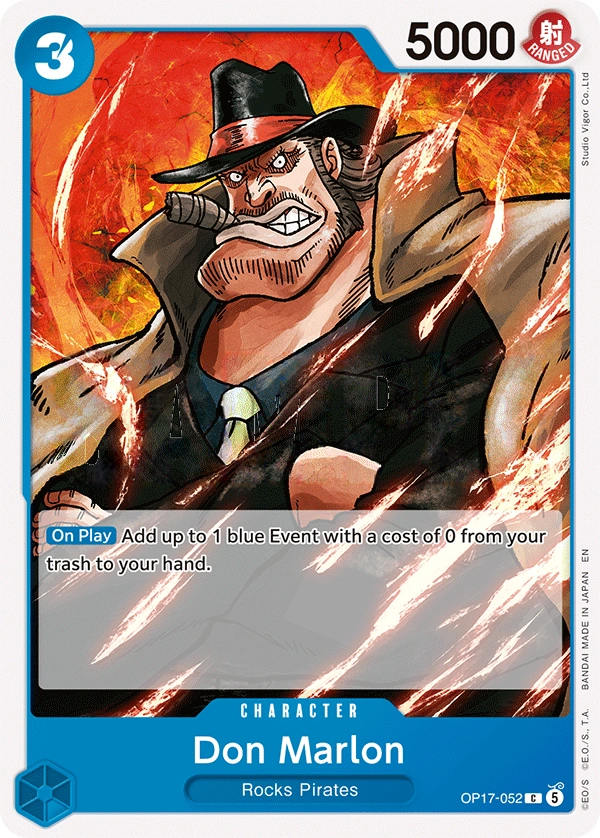 3
5000
射
RANGED
Studio Vigor Co.,Ltd
On Play Add up to 1 blue Event with a cost of 0 from your
trash to your hand.
BANDAI MADE IN JAPAN EN
©EO/S ©E.O./S., T.A.
CHARACTER
Don Marlon
Rocks Pirates
OP17-052 C 5